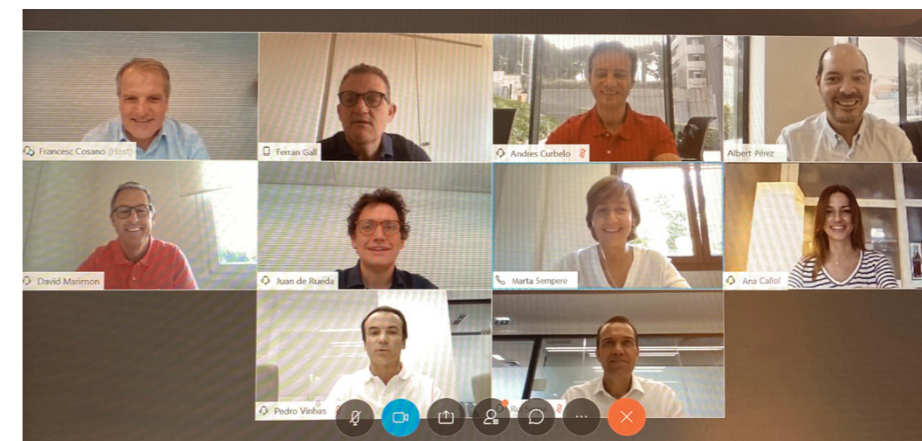 Francesc Cosano (Host)
Ferran Gall
Andres Curbelo
Albert Pérez
David Marimon
Juan de Rueda
Marta Sempere
Ana Callol
Pedro Vinhas